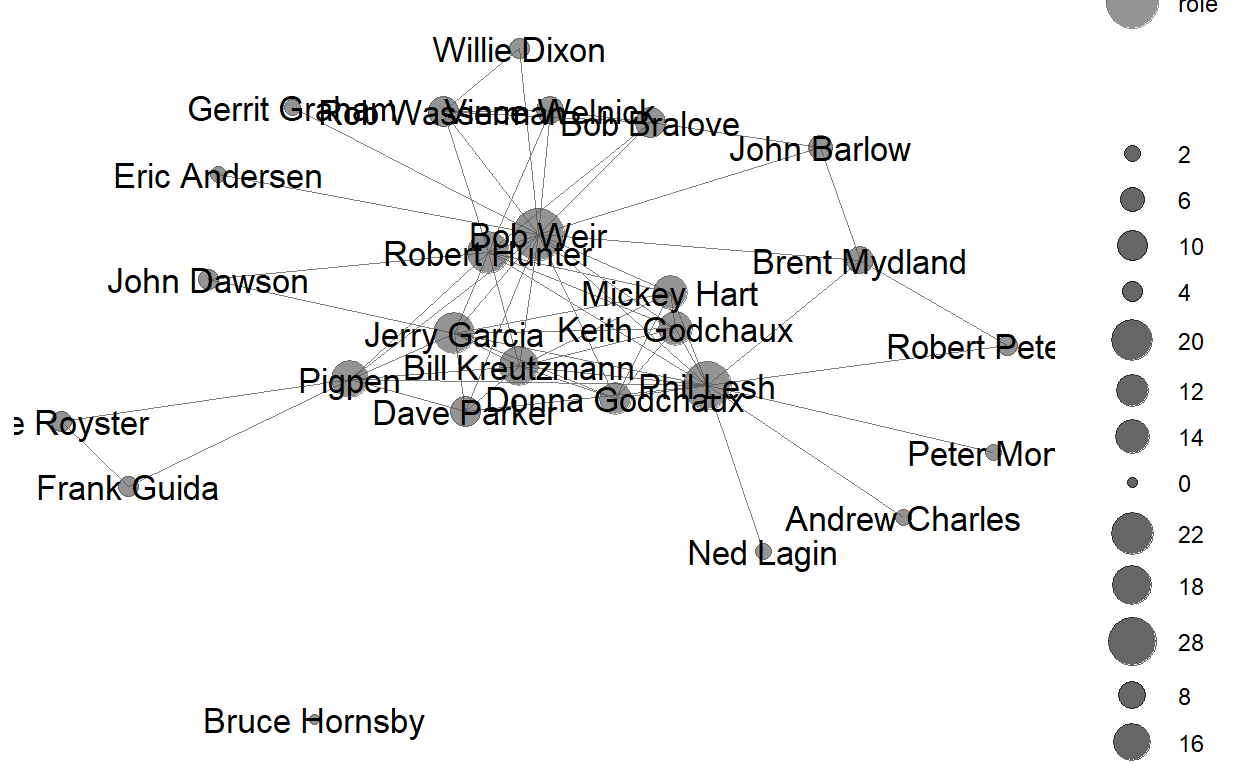 role
Willie Dixon
Gerrit Graham
Rob Wasserman
Vince Welnick
Bob Bralove
John Barlow
Eric Andersen
Bob Weir
Robert Hunter
Brent Mydland
John Dawson
Mickey Hart
Keith Godchaux
Jerry Garcia
Robert Pete
Bill Kreutzmann
Pigpen
Phil Lesh
Donna Godchaux
Dave Parker
e Royster
Peter Mon
Frank Guida
Andrew Charles
Ned Lagin
Bruce Hornsby
2
6
10
4
20
12
14
0
22
18
28
8
16